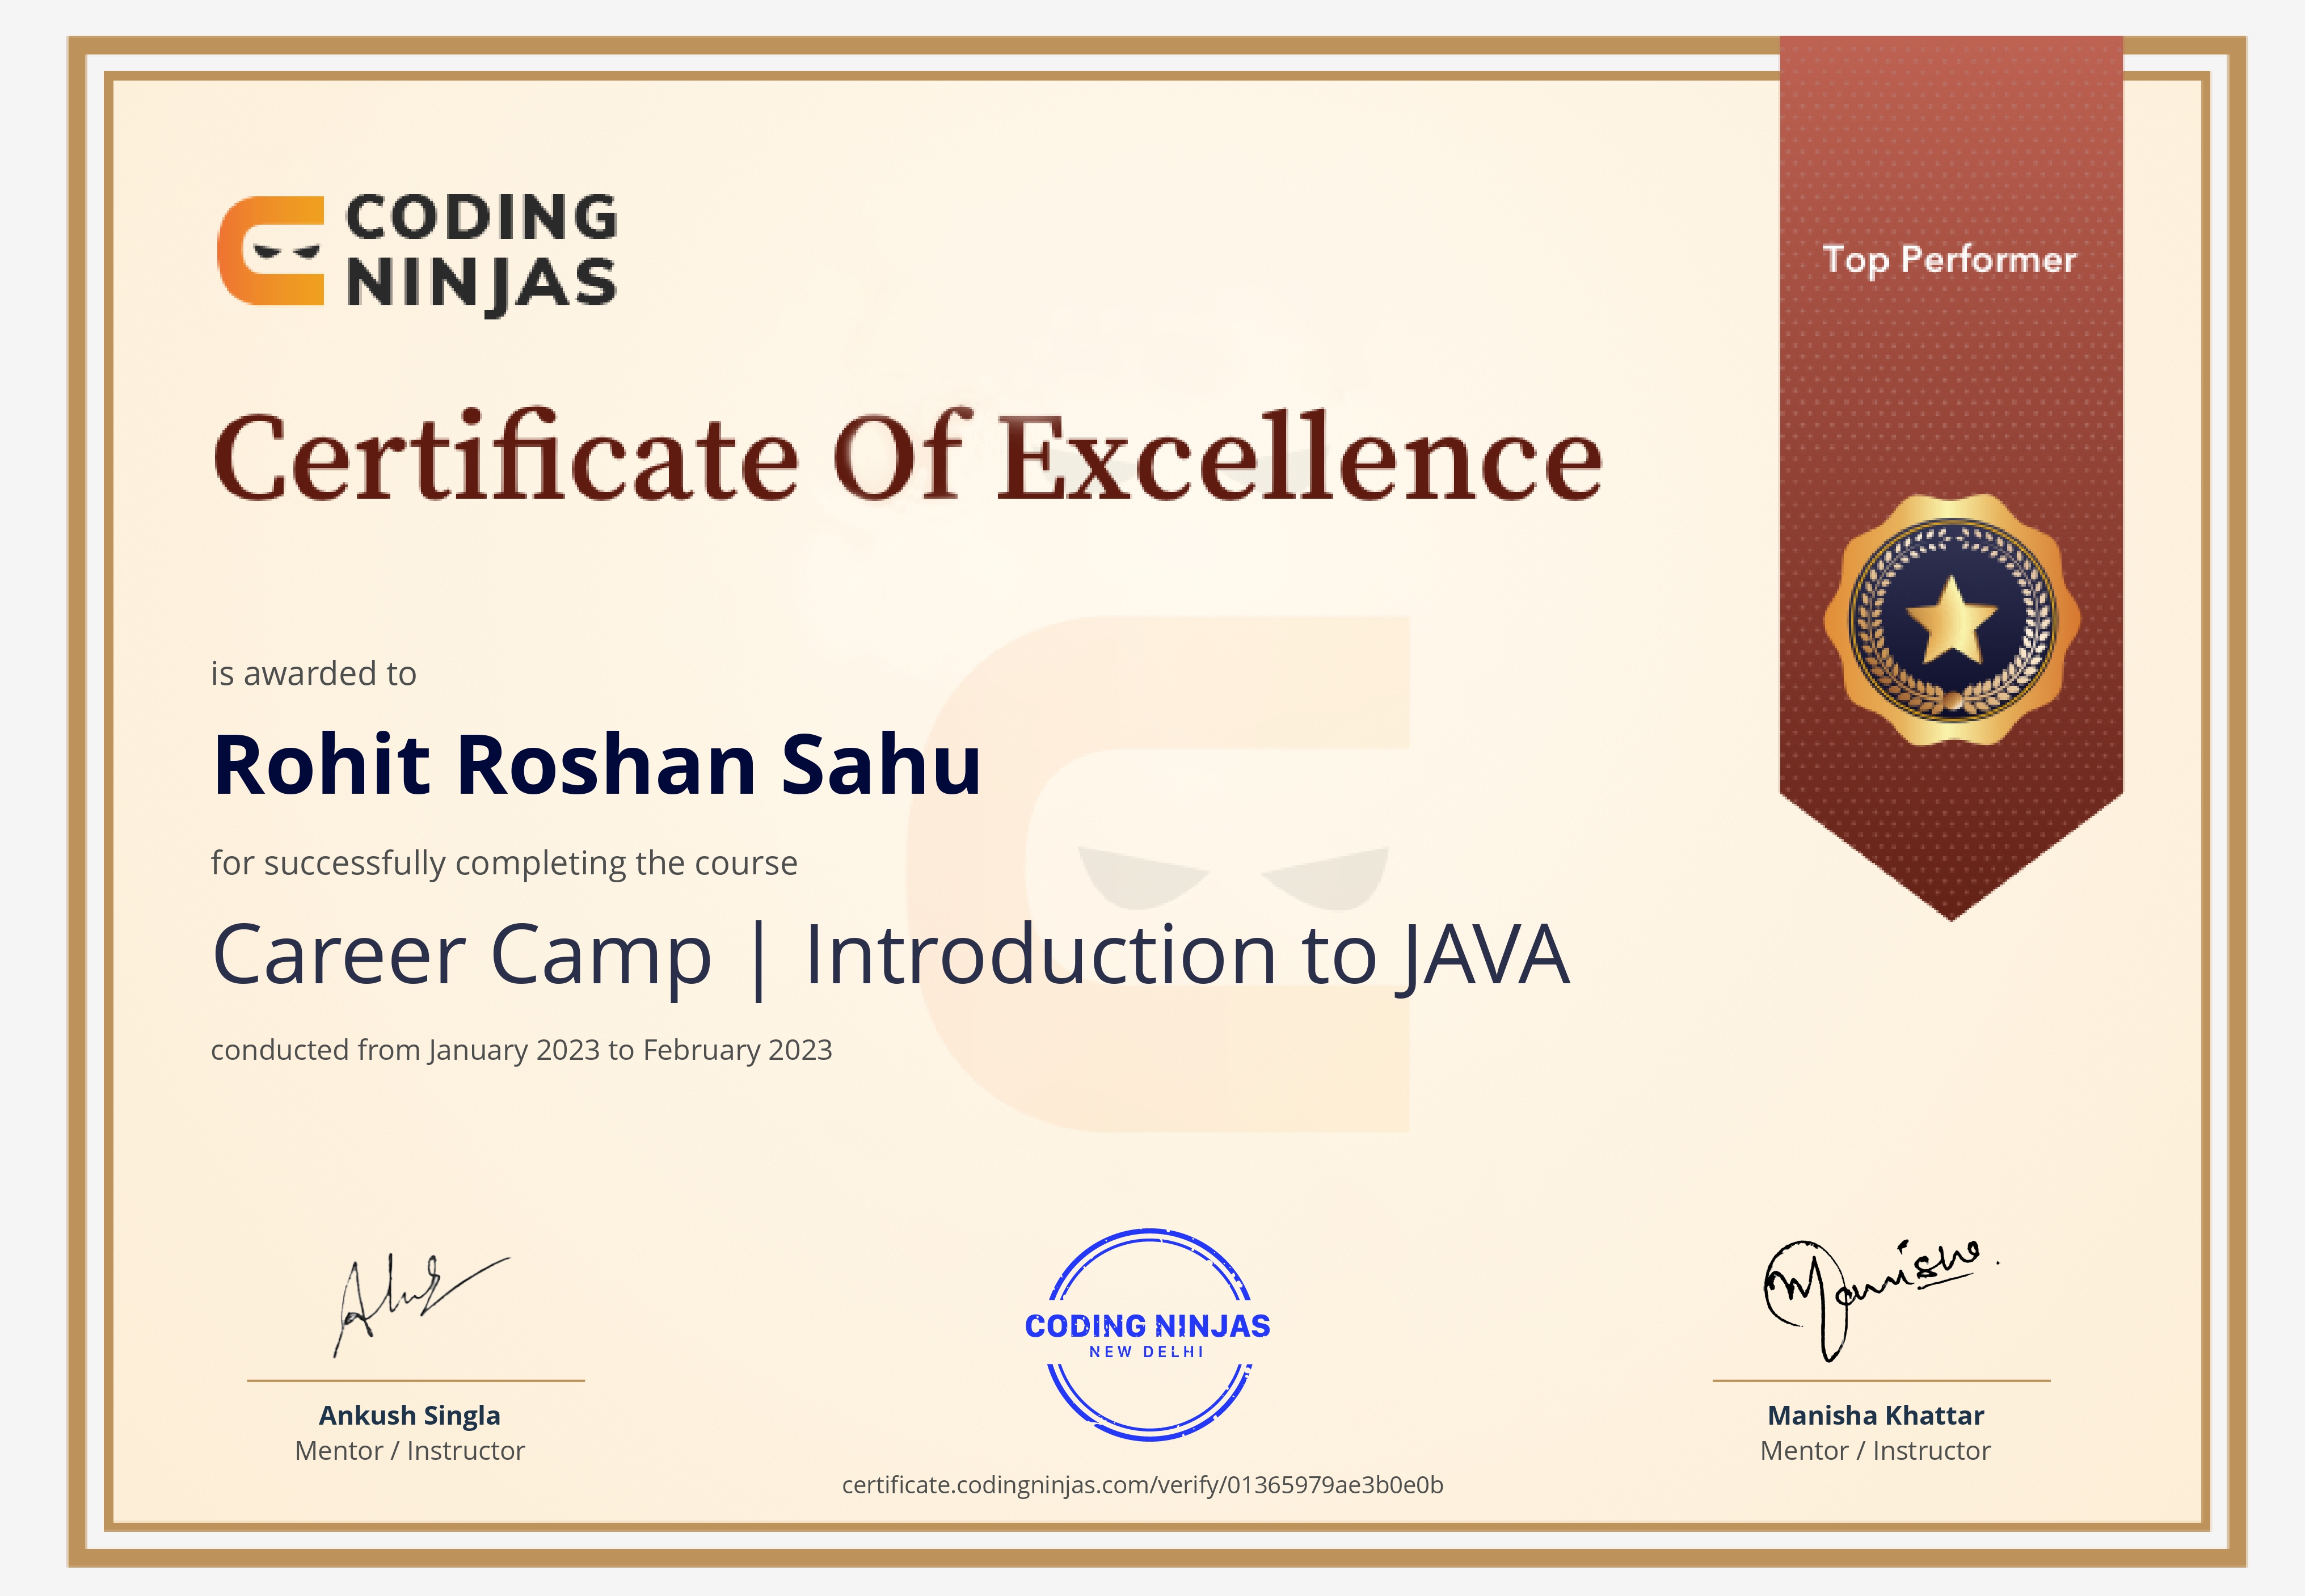 CODING
NINJAS
Top Performer
Certificate Of Excellence
is awarded to
Rohit Roshan Sahu
for successfully completing the course
Career Camp | Introduction to JAVA
conducted from January 2023 to February 2023
Manisha.
CODING NINJAS
NEW DELHI
Ankush Singla
Mentor / Instructor
Manisha Khattar
Mentor / Instructor
certificate.codingninjas.com/verify/01365979ae3b0e0b